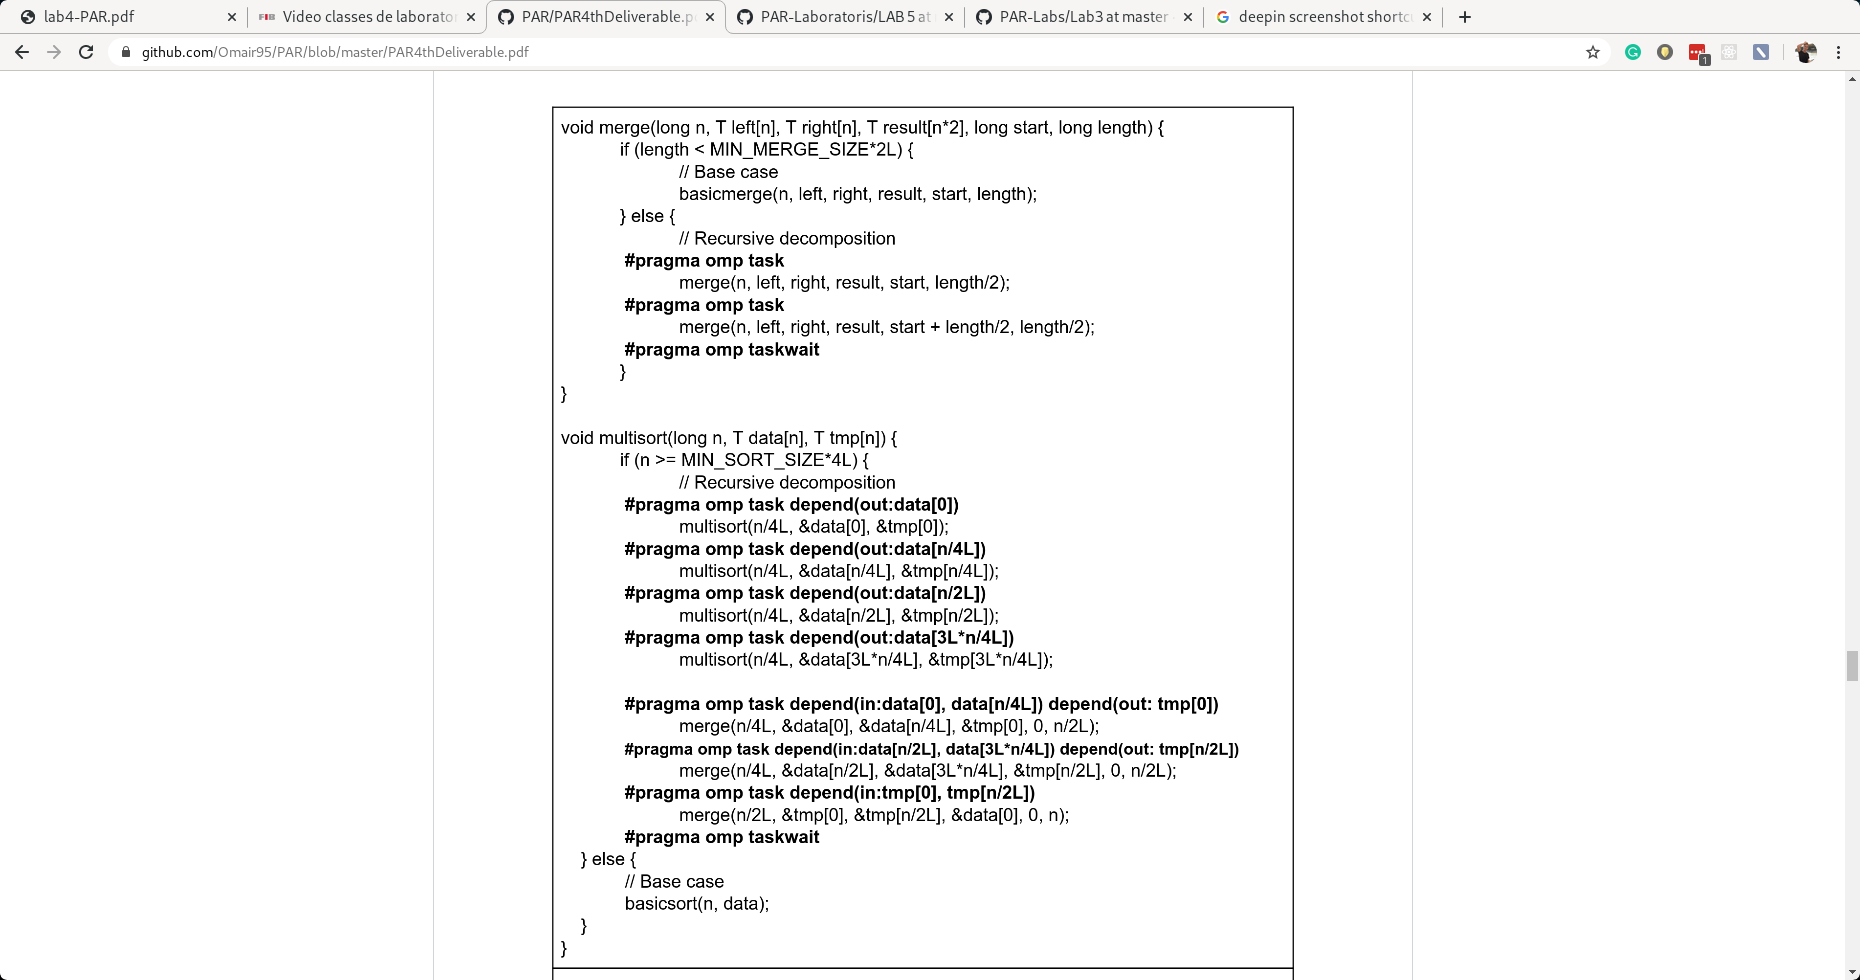 lab4-PAR.pdf
FIB Video classes de laborator
PAR/PAR4thDeliverable.p
PAR-Laboratoris/LAB 5 at
PAR-Labs/Lab3 at master
deepin screenshot shortc
github.com/Omair95/PAR/blob/master/PAR4thDeliverable.pdf
1
void merge(long n, T left[n], T right[n], T result[n*2], long start, long length) {
if (length < MIN_MERGE_SIZE*2L) {
// Base case
basicmerge(n, left, right, result, start, length);
} else {
// Recursive decomposition
#pragma omp task
merge(n, left, right, result, start, length/2);
#pragma omp task
merge(n, left, right, result, start + length/2, length/2);
#pragma omp taskwait
}
}
void multisort(long n, T data[n], T tmp[n]) {
if (n >= MIN_SORT_SIZE*4L) {
// Recursive decomposition
#pragma omp task depend(out:data[0])
multisort(n/4L, &data[0], &tmp[0]);
#pragma omp task depend(out:data[n/4L])
multisort(n/4L, &data[n/4L], &tmp[n/4L]);
#pragma omp task depend(out:data[n/2L])
multisort(n/4L, &data[n/2L], &tmp[n/2L]);
#pragma omp task depend(out:data[3L*n/4L])
multisort(n/4L, &data[3L*n/4L], &tmp[3L*n/4L]);
#pragma omp task depend(in:data[0], data[n/4L]) depend(out: tmp[0])
merge(n/4L, &data[0], &data[n/4L], &tmp[0], 0, n/2L);
#pragma omp task depend(in:data[n/2L], data[3L*n/4L]) depend(out: tmp[n/2L])
merge(n/4L, &data[n/2L], &data[3L*n/4L], &tmp[n/2L], 0, n/2L);
#pragma omp task depend(in:tmp[0], tmp[n/2L])
merge(n/2L, &tmp[0], &tmp[n/2L], &data[0], 0, n);
#pragma omp taskwait
} else {
// Base case
basicsort(n, data);
}
}